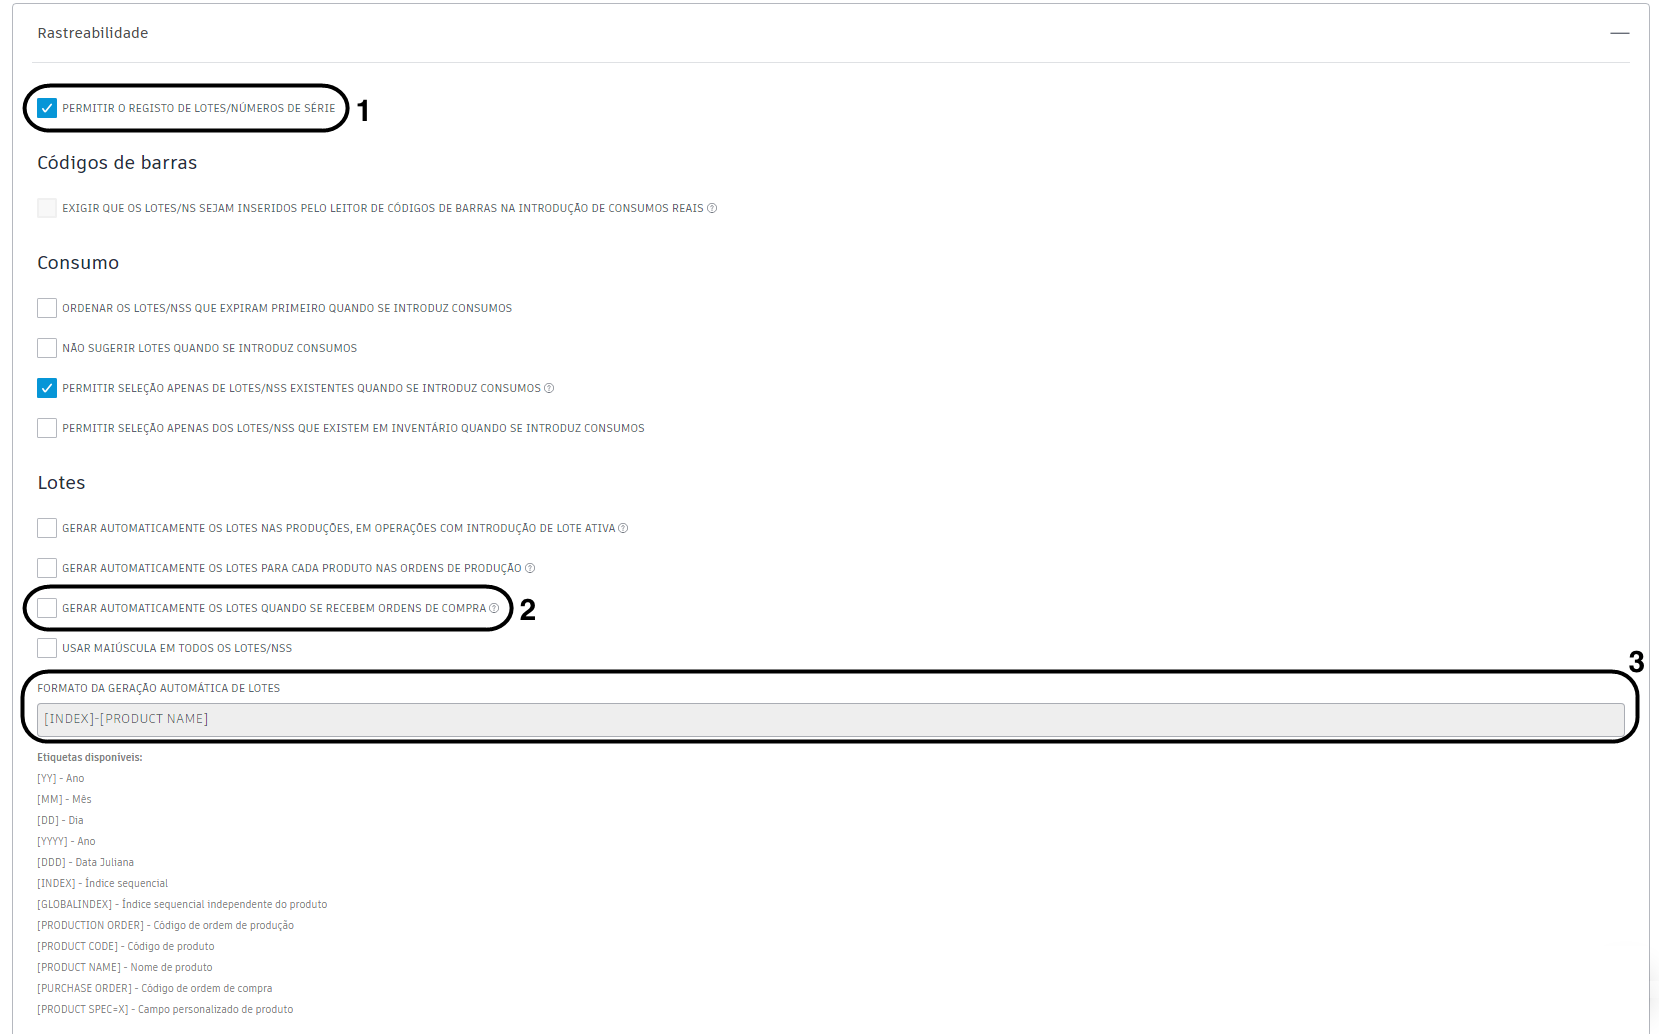 Rastreabilidade
PERMITIR O REGISTO DE LOTES/NÚMEROS DE SÉRIE
1
Códigos de barras
EXIGIR QUE OS LOTES/NS SEJAM INSERIDOS PELO LEITOR DE CÓDIGOS DE BARRAS NA INTRODUÇÃO DE CONSUMOS REAIS ?
Consumo
ORDENAR OS LOTES/NSS QUE EXPIRAM PRIMEIRO QUANDO SE INTRODUZ CONSUMOS
NÃO SUGERIR LOTES QUANDO SE INTRODUZ CONSUMOS
PERMITIR SELEÇÃO APENAS DE LOTES/NSS EXISTENTES QUANDO SE INTRODUZ CONSUMOS ?
PERMITIR SELEÇÃO APENAS DOS LOTES/NSS QUE EXISTEM EM INVENTÁRIO QUANDO SE INTRODUZ CONSUMOS
Lotes
GERAR AUTOMATICAMENTE OS LOTES NAS PRODUÇÕES, EM OPERAÇÕES COM INTRODUÇÃO DE LOTE ATIVA ?
GERAR AUTOMATICAMENTE OS LOTES PARA CADA PRODUTO NAS ORDENS DE PRODUÇÃO ?
GERAR AUTOMATICAMENTE OS LOTES QUANDO SE RECEBEM ORDENS DE COMPRA ?
2
USAR MAIÚSCULA EM TODOS OS LOTES/NSS
3
FORMATO DA GERAÇÃO AUTOMÁTICA DE LOTES
[INDEX]-[PRODUCT NAME]
Etiquetas disponíveis:
[YY] - Ano
[MM] - Mês
[DD] - Dia
[YYYY] - Ano
[DDD] - Data Juliana
[INDEX] - Índice sequencial
[GLOBALINDEX] - Índice sequencial independente do produto
[PRODUCTION ORDER] - Código de ordem de produção
[PRODUCT CODE] - Código de produto
[PRODUCT NAME] - Nome de produto
[PURCHASE ORDER] - Código de ordem de compra
[PRODUCT SPEC=X] - Campo personalizado de produto